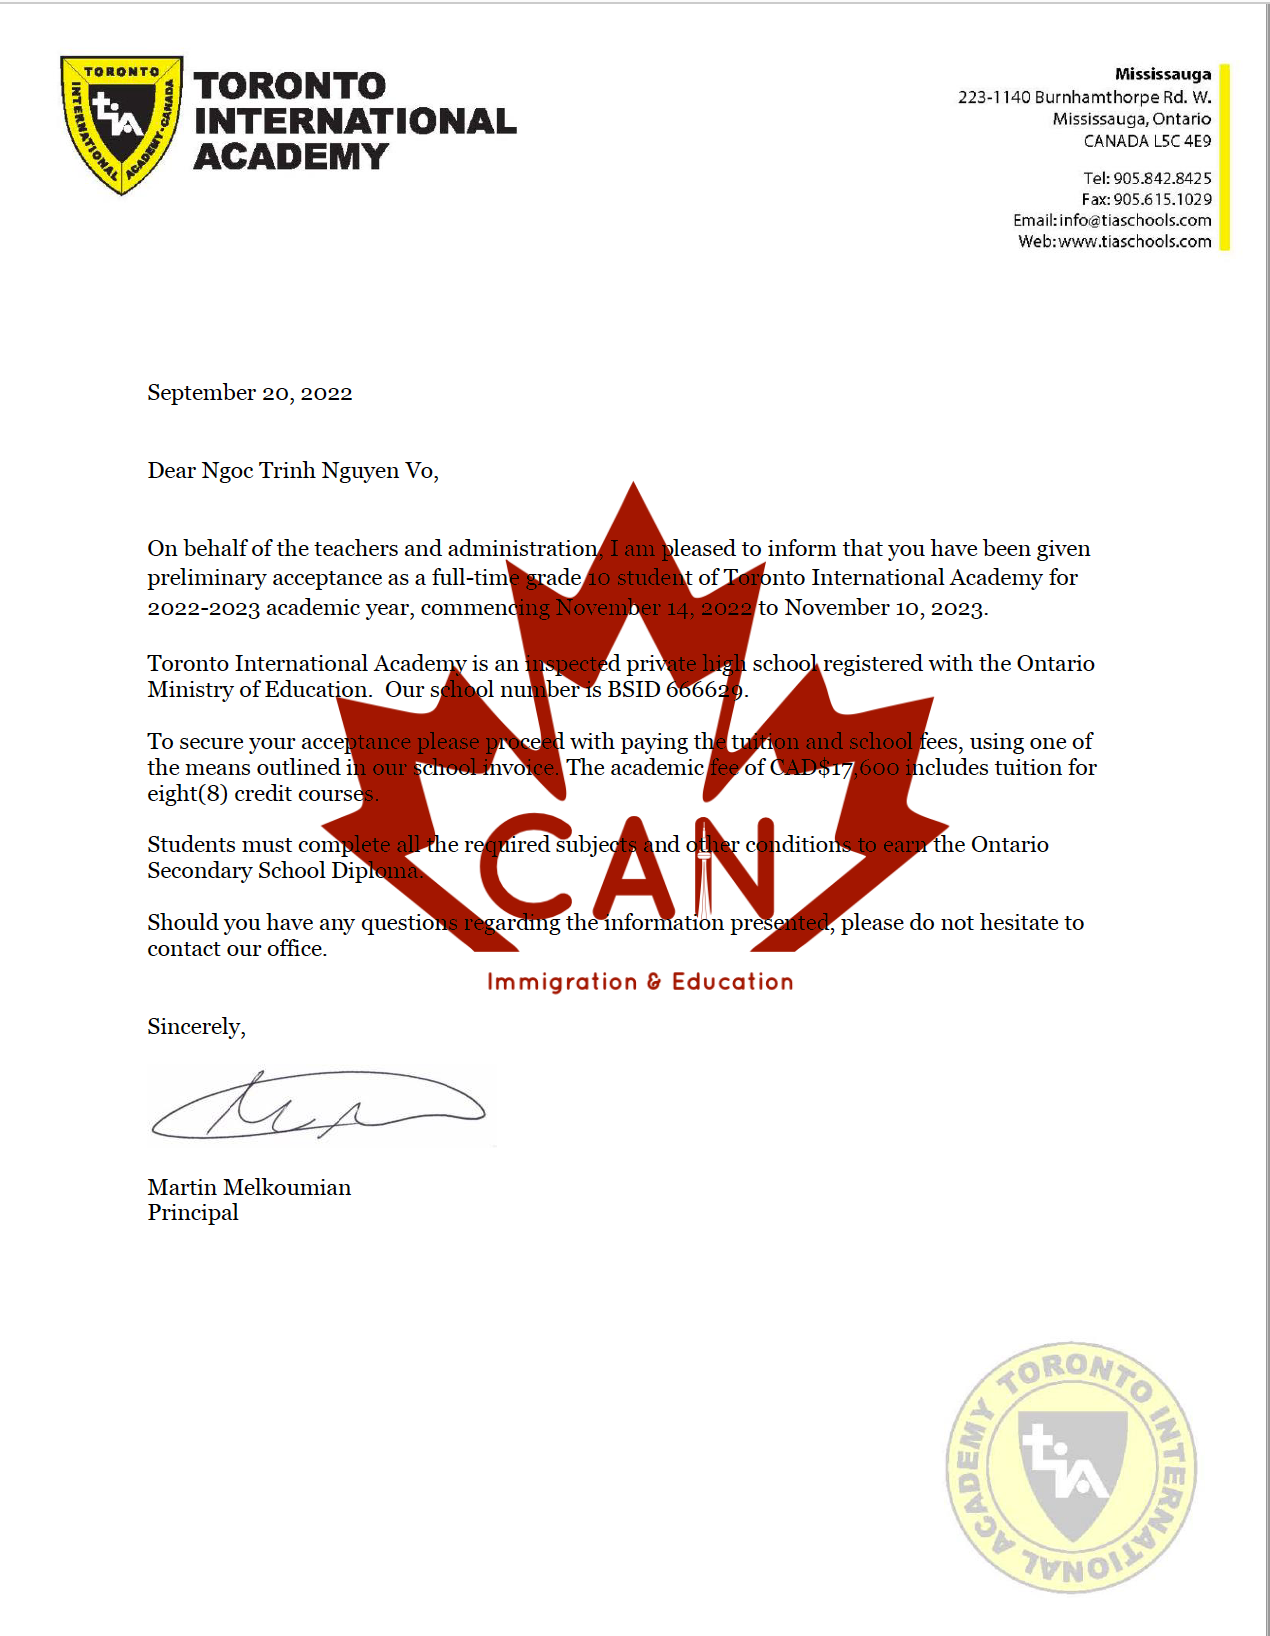 TORONTO
INTERNATIONAL
ACADEMY•CANADA
tiA
TORONTO
INTERNATIONAL
ACADEMY
Mississauga
223-1140 Burnhamthorpe Rd. W.
Mississauga, Ontario
CANADA L5C 4E9
Tel: 905.842.8425
Fax: 905.615.1029
Email: info@tiaschools.com
Web: www.tiaschools.com
September 20, 2022
Dear Ngoc Trinh Nguyen Vo,
On behalf of the teachers and administration, I am pleased to inform that you have been given
preliminary acceptance as a full-time grade 10 student of Toronto International Academy for
2022-2023 academic year, commencing November 14, 2022 to November 10, 2023.
Toronto International Academy is an inspected private high school registered with the Ontario
Ministry of Education. Our school number is BSID 666629.
To secure your acceptance please proceed with paying the tuition and school fees, using one of
the means outlined in our school invoice. The academic fee of CAD$17,600 includes tuition for
eight(8) credit courses.
Students must complete all the required subjects and other conditions to earn the Ontario
Secondary School Diploma.
Should you have any questions regarding the information presented, please do not hesitate to
contact our office.
CAN
Immigration & Education
Sincerely,
Martin Melkoumian
Principal
TORONTO INTERNATIONAL ACADEMY
tiA